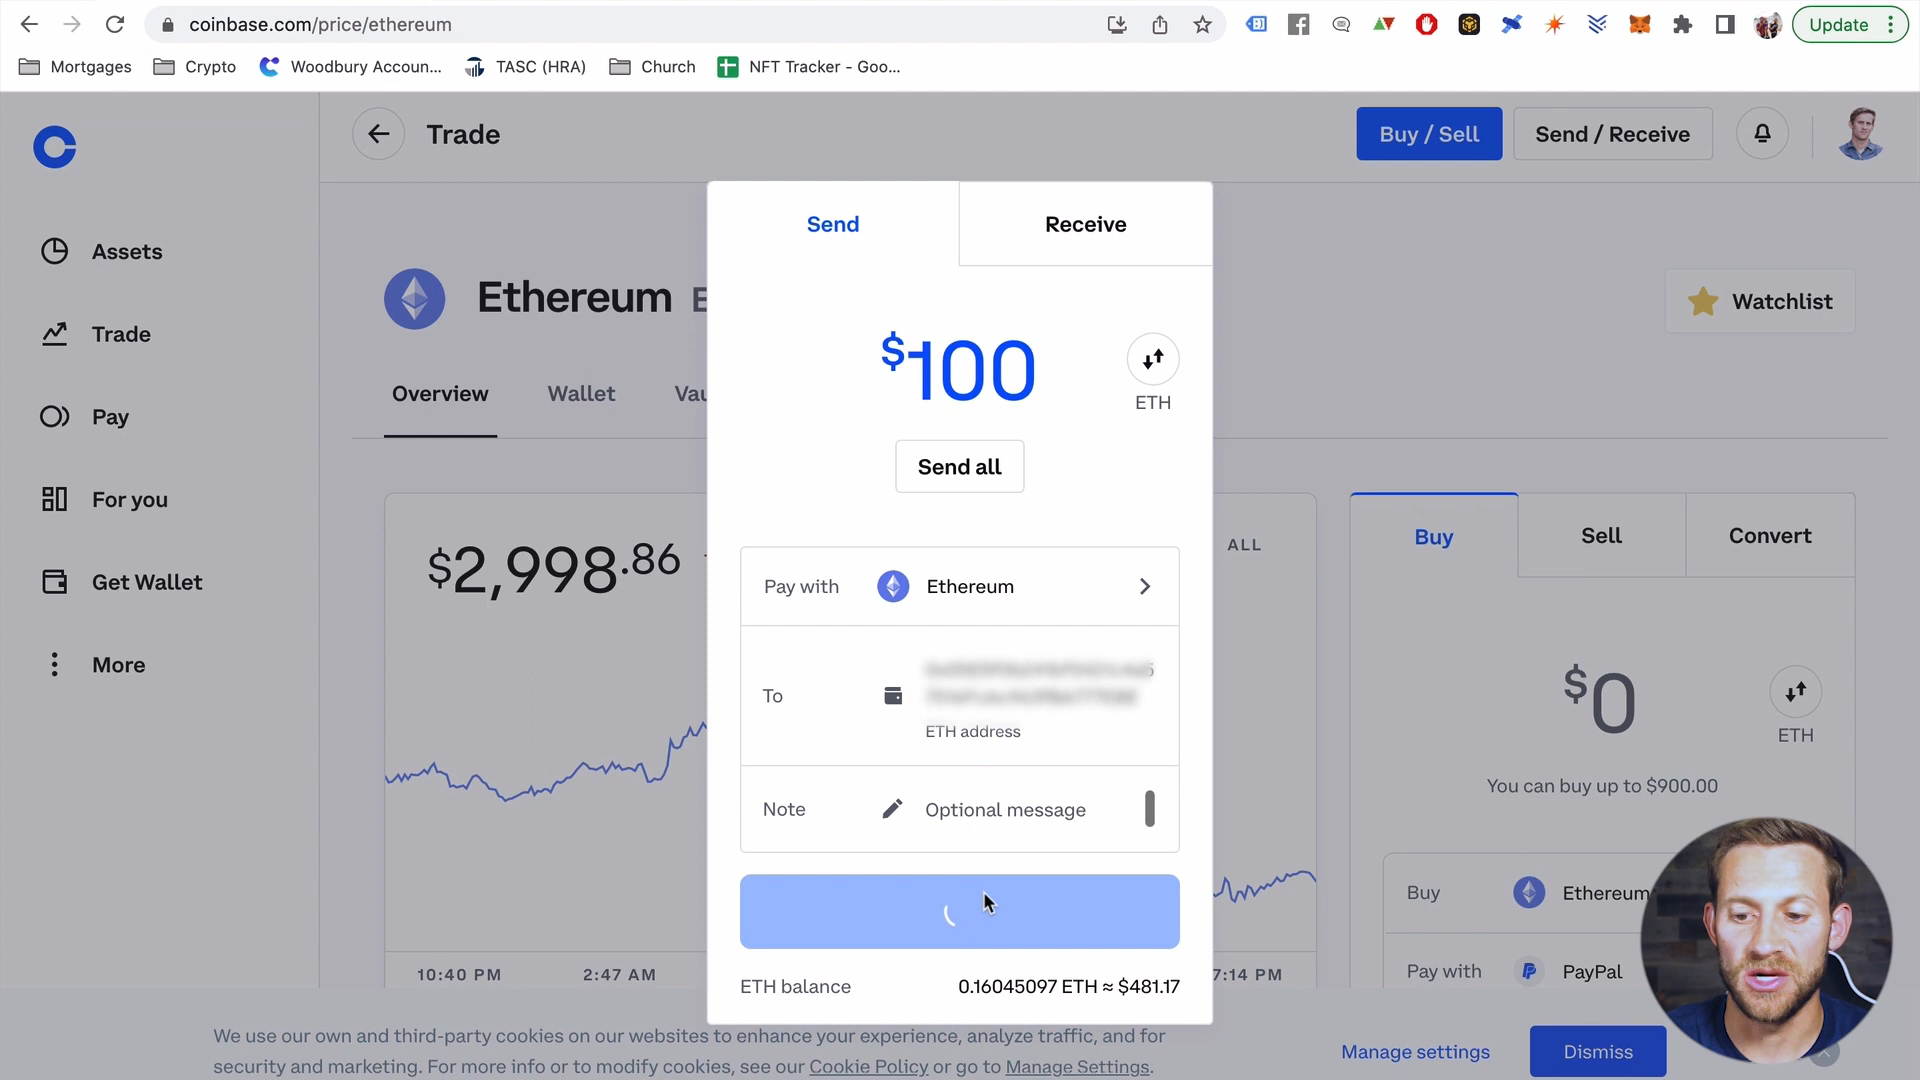 coinbase.com/price/ethereum
Update
Mortgages
Crypto
Woodbury Accoun...
TASC (HRA)
Church
NFT Tracker - Goo...
Trade
Buy / Sell
Send / Receive
Assets
Trade
Pay
For you
Get Wallet
More
Ethereum
Watchlist
Overview
Wallet
$2,998.86
ALL
10:40 PM
2:47 AM
7:14 PM
Send
Receive
$100
ETH
Send all
Pay with
Ethereum
To
ETH address
Note
Optional message
ETH balance
0.16045097 ETH ≈ $481.17
Buy
Sell
Convert
$0
ETH
You can buy up to $900.00
Buy
Ethereum
Pay with
PayPal
We use our own and third-party cookies on our websites to enhance your experience, analyze traffic, and for
security and marketing. For more info or to modify cookies, see our Cookie Policy or go to Manage Settings.
Manage settings
Dismiss